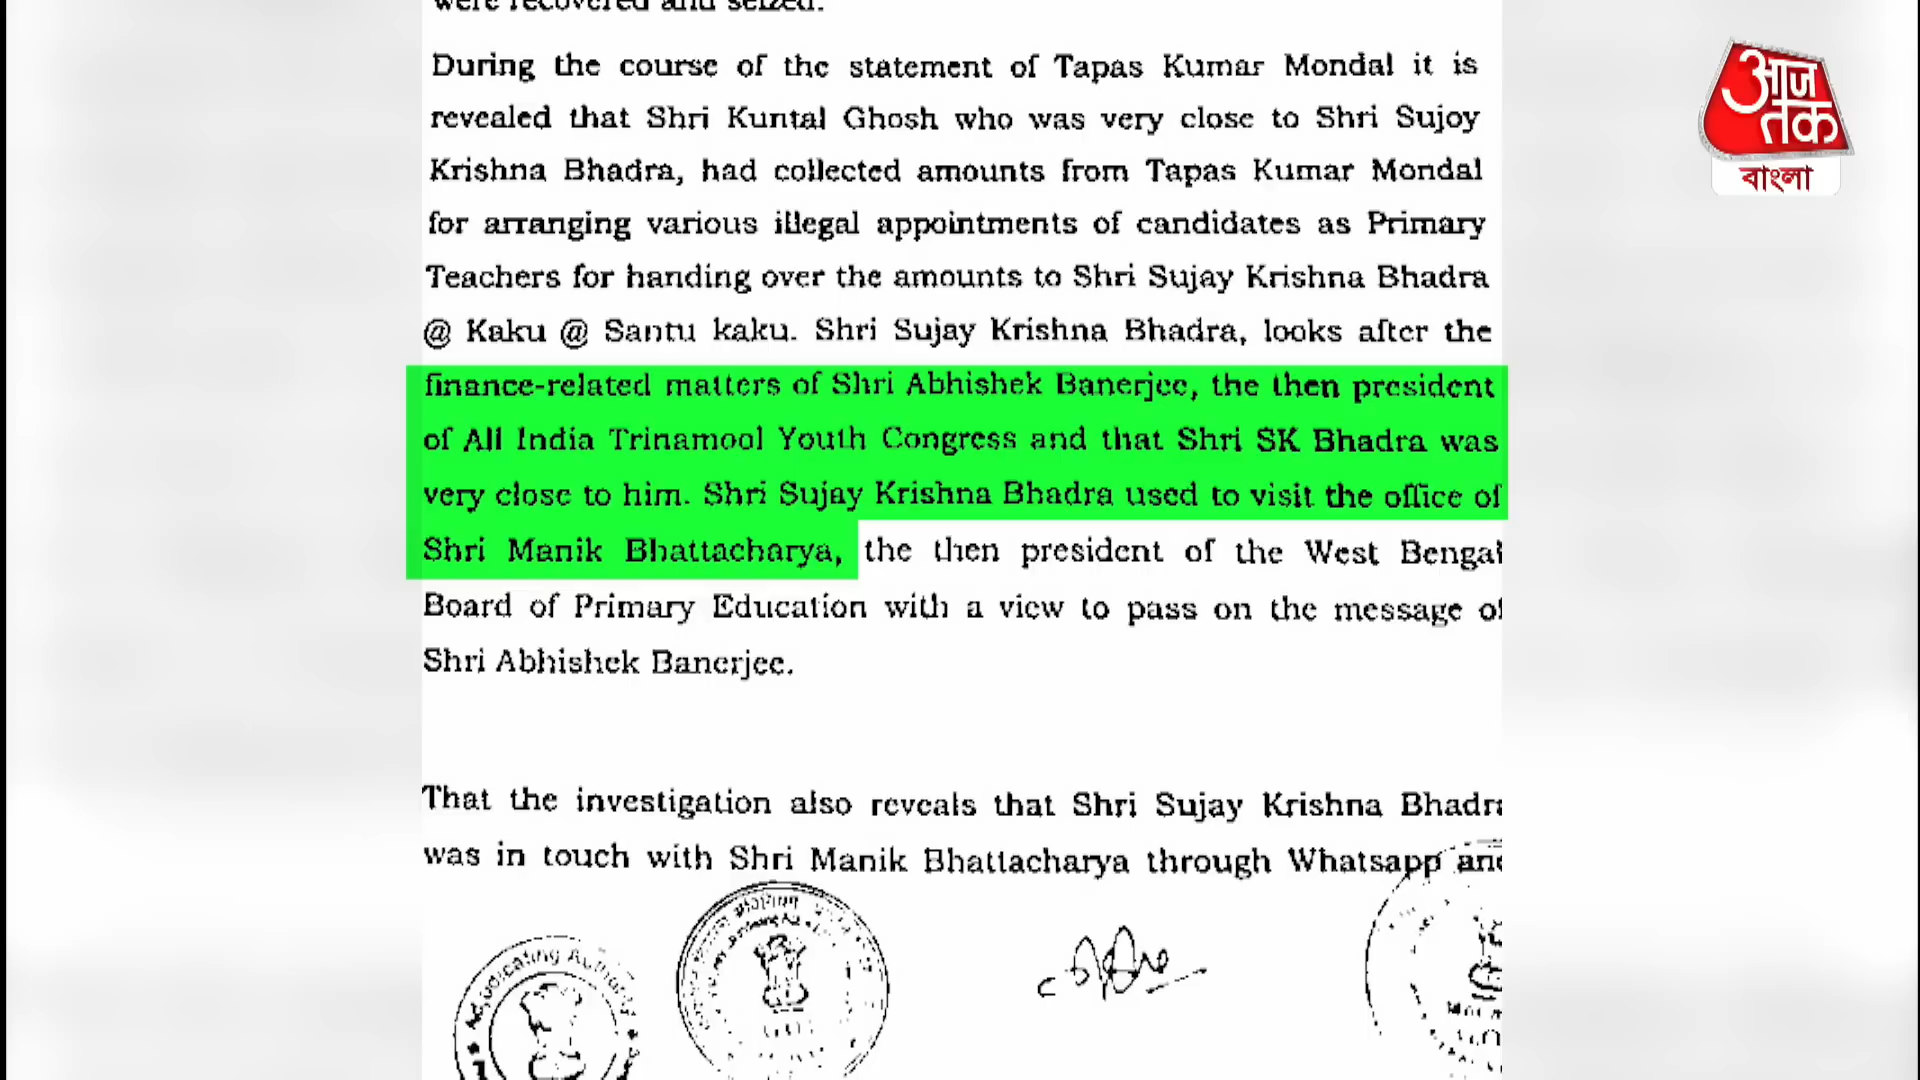 were recovered and seized.
During the course of the statement of Tapas Kumar Mondal it is
revealed that Shri Kuntal Ghosh who was very close to Shri Sujoy
Krishna Bhadra, had collected amounts from Tapas Kumar Mondal
for arranging various illegal appointments of candidates as Primary
Teachers for handing over the amounts to Shri Sujay Krishna Bhadra
@ Kaku @ Santu kaku. Shri Sujay Krishna Bhadra, looks after the
finance-related matters of Shri Abhishek Banerjee, the then president
of All India Trinamool Youth Congress and that Shri SK Bhadra was
very close to him. Shri Sujay Krishna Bhadra used to visit the office of
Shri Manik Bhattacharya, the then president of the West Bengal
Board of Primary Education with a view to pass on the message of
Shri Abhishek Banerjee.
That the investigation also reveals that Shri Sujay Krishna Bhadra
was in touch with Shri Manik Bhattacharya through Whatsapp and
Adjudicating Authority
आज
तक
বাংলা